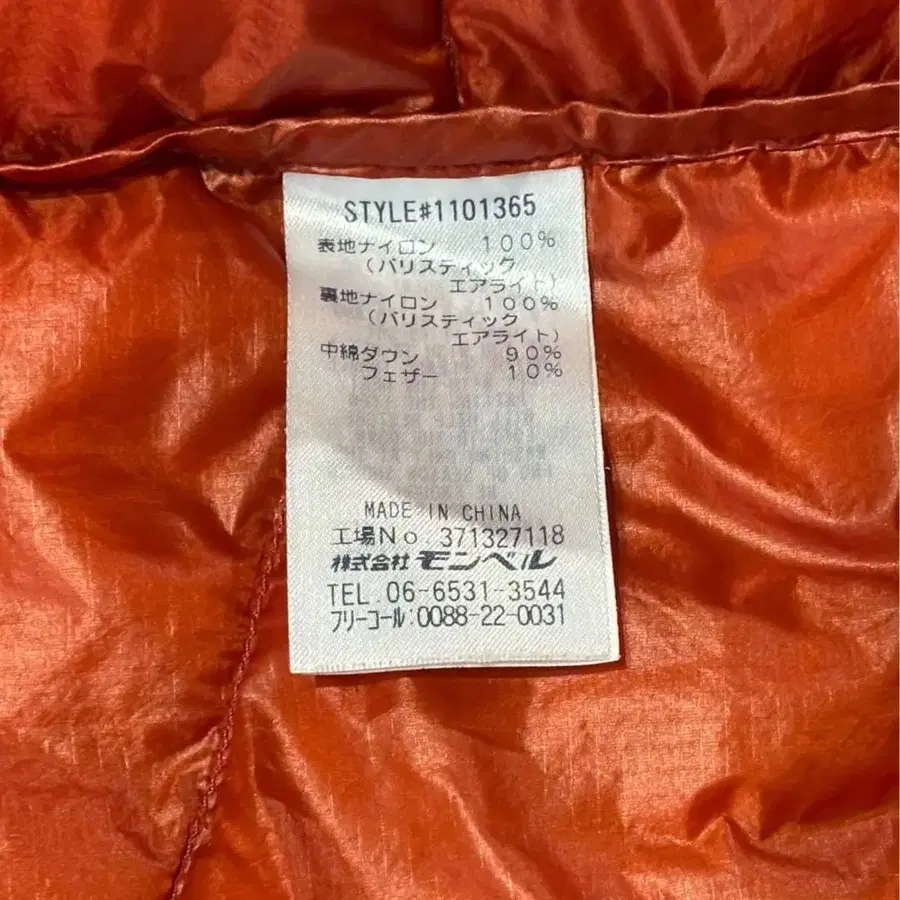 STYLE#1101365
表地ナイロン 100%
(バリスティック
エアライト)
裏地ナイロン 100%
(バリスティック
エアライト)
中綿ダウン 90%
フェザー 10%
MADE IN CHINA
工場No. 371327118
株式会社 モンベル
TEL.06-6531-3544
フリーコール:0088-22-0031